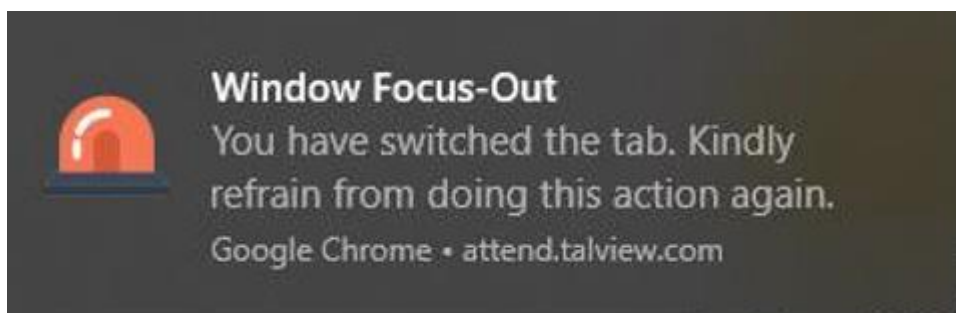 Window Focus-Out
You have switched the tab. Kindly
refrain from doing this action again.
Google Chrome • attend.talview.com